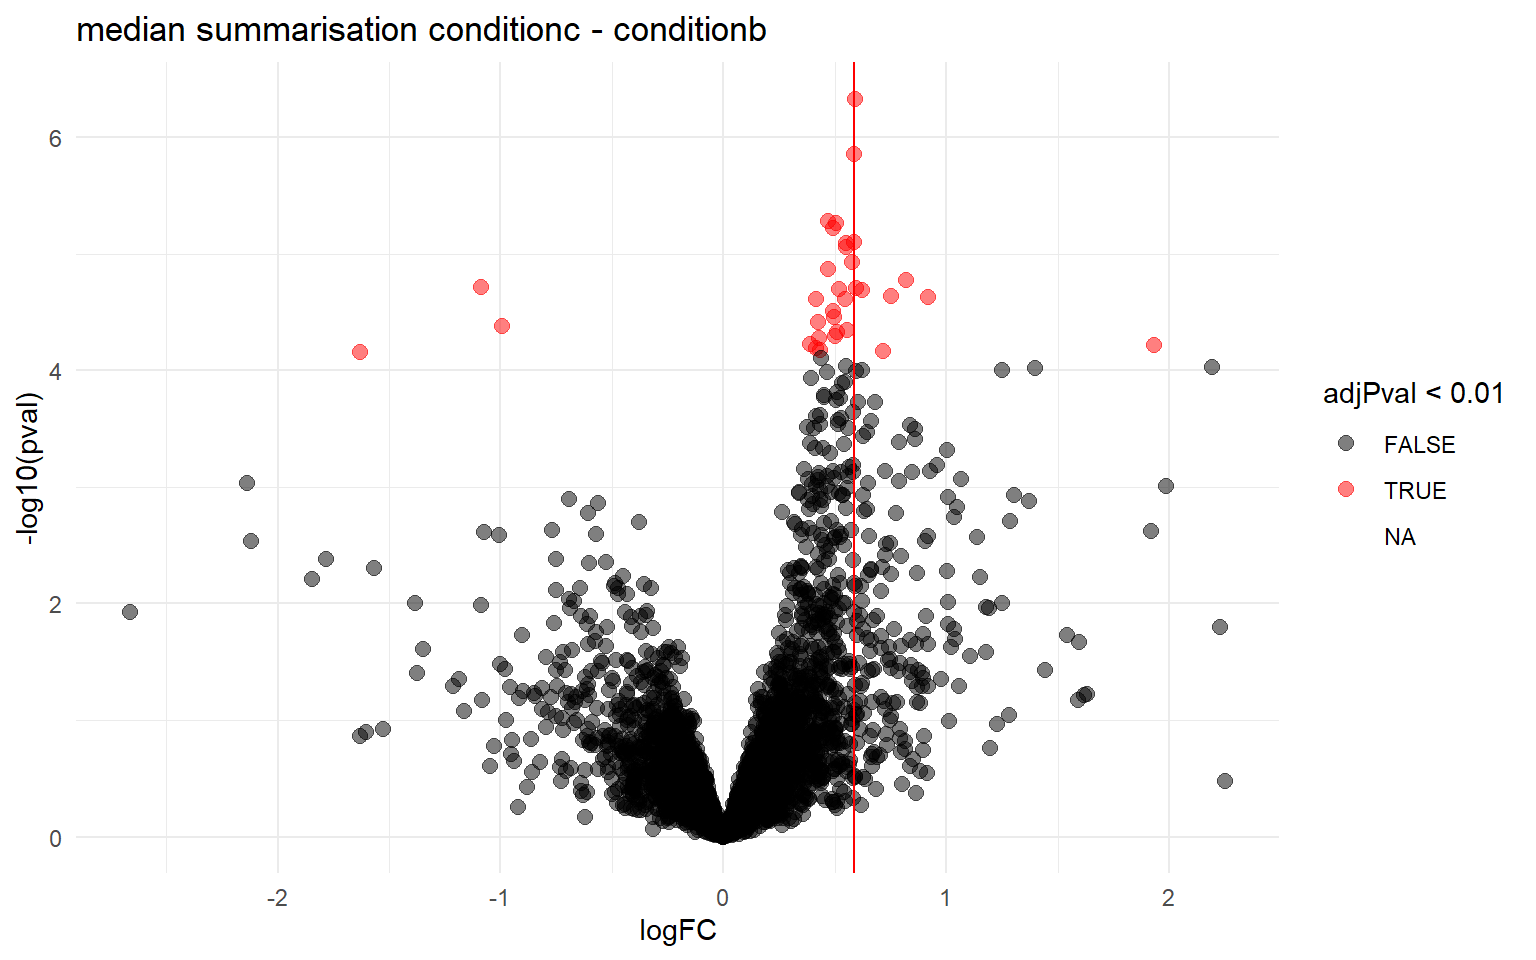 median summarisation conditionc - conditionb
6
4
2
0
-log10(pval)
-2
-1
0
1
2
logFC
adjPval < 0.01
FALSE
TRUE
NA